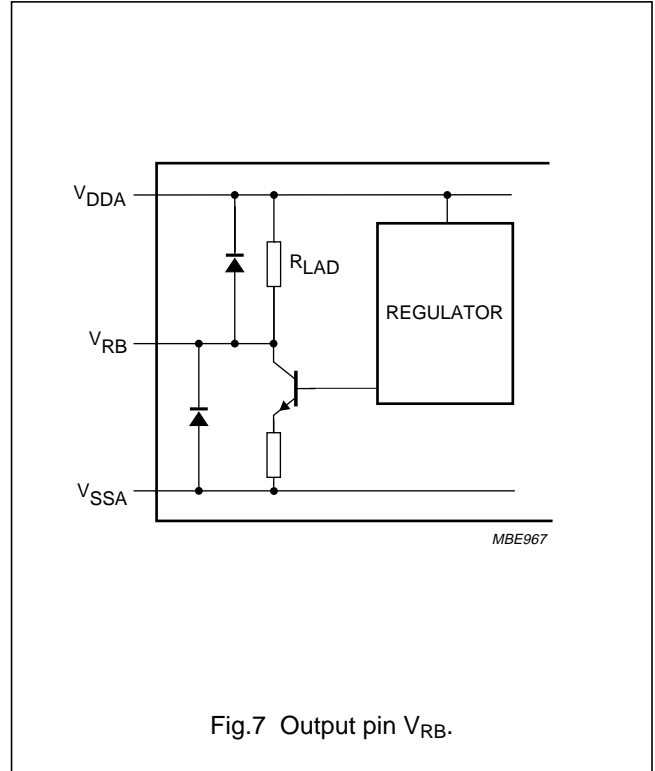 V_DDA
R_LAD
REGULATOR
V_RB
V_SSA
MBE967
Fig.7 Output pin V_RB.